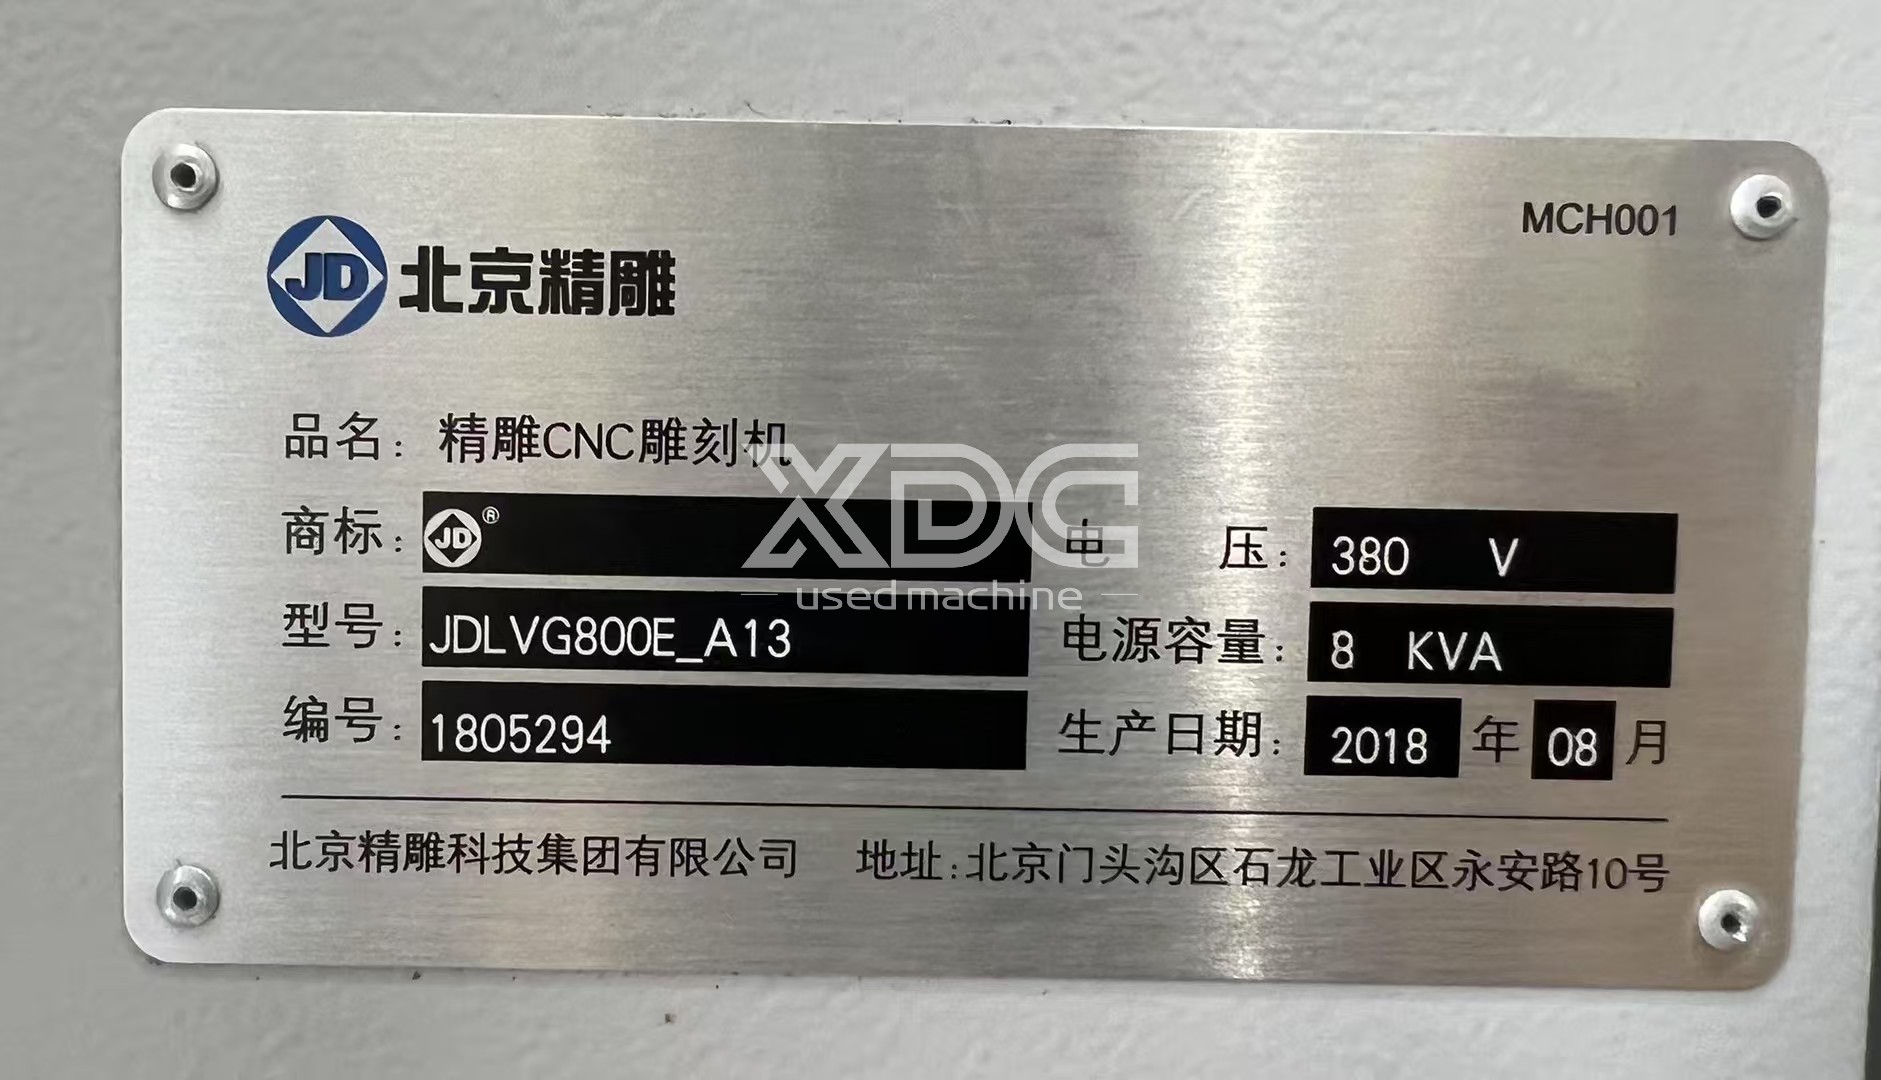 MCH001
JD 北京精雕
品名: 精雕CNC雕刻机
商标: JD® 电 压: 380 V
型号: JDLVG800E_A13 电源容量: 8 KVA
编号: 1805294 生产日期: 2018 年 08 月
北京精雕科技集团有限公司 地址:北京门头沟区石龙工业区永安路10号
XDG
used machine